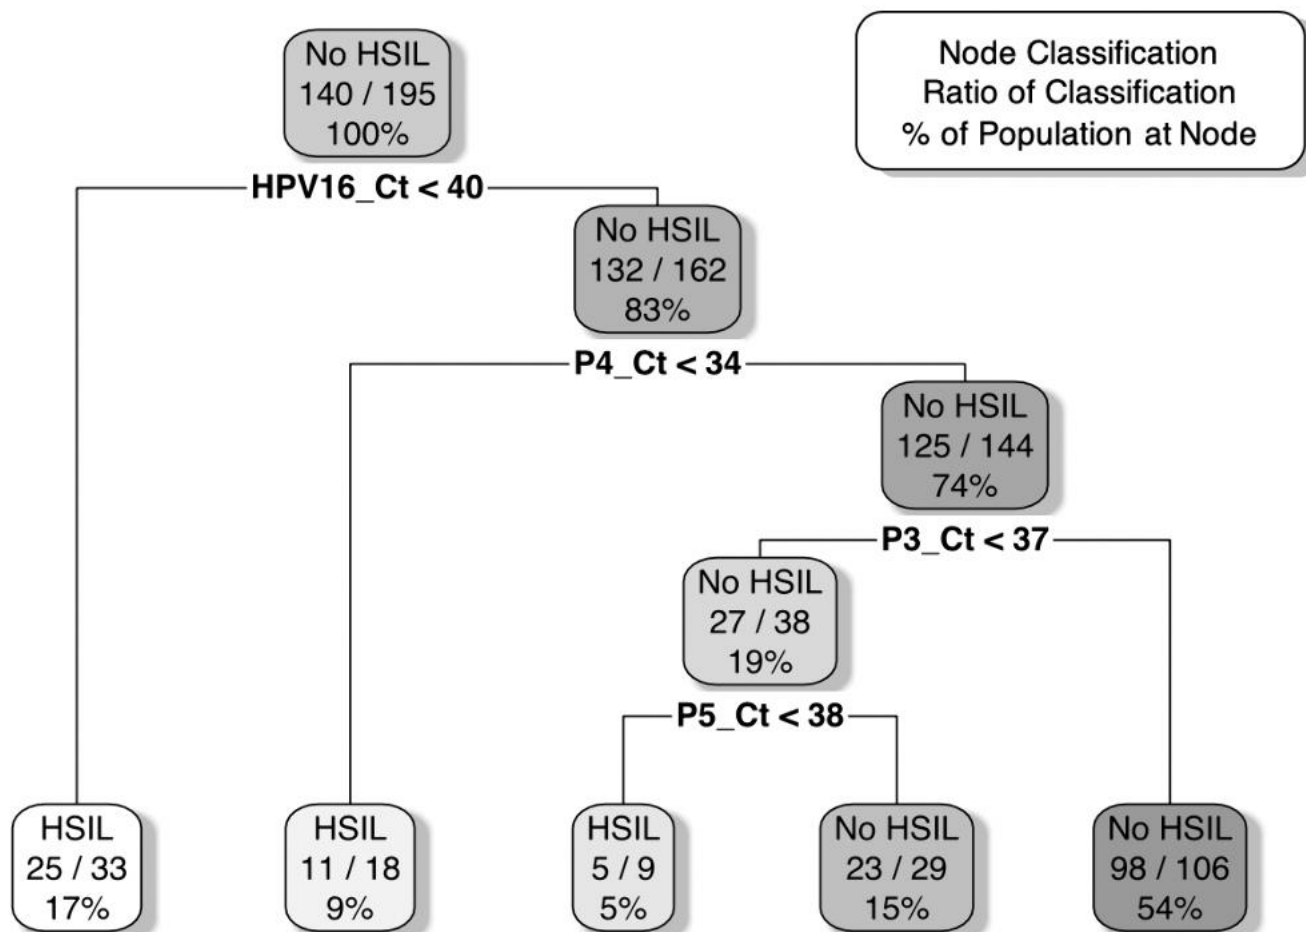 No HSIL
140 / 195
100%
Node Classification
Ratio of Classification
% of Population at Node
HPV16_Ct < 40
No HSIL
132 / 162
83%
P4_Ct < 34
No HSIL
125 / 144
74%
P3_Ct < 37
No HSIL
27 / 38
19%
P5_Ct < 38
HSIL
25 / 33
17%
HSIL
11 / 18
9%
HSIL
5 / 9
5%
No HSIL
23 / 29
15%
No HSIL
98 / 106
54%